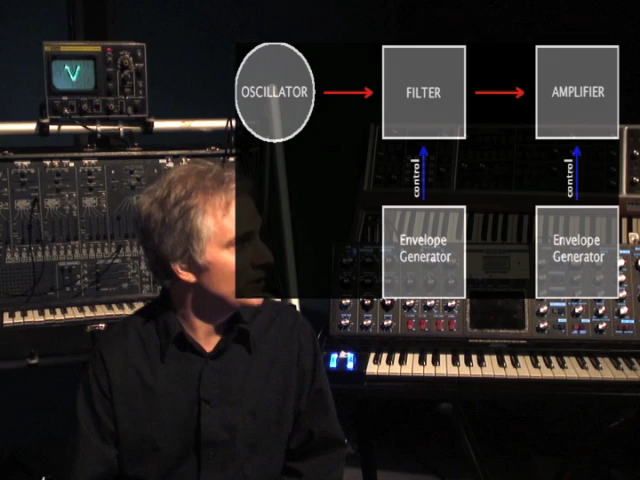 OSCILLATOR
FILTER
AMPLIFIER
control
control
Envelope
Generator
Envelope
Generator